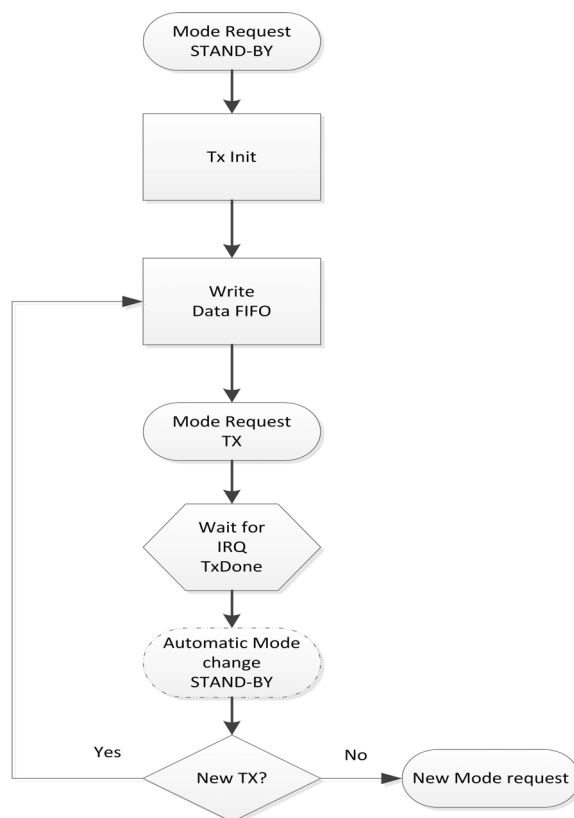 Mode Request
STAND-BY
Tx Init
Write
Data FIFO
Mode Request
TX
Wait for
IRQ
TxDone
Automatic Mode
change
STAND-BY
Yes
New TX?
No
New Mode request